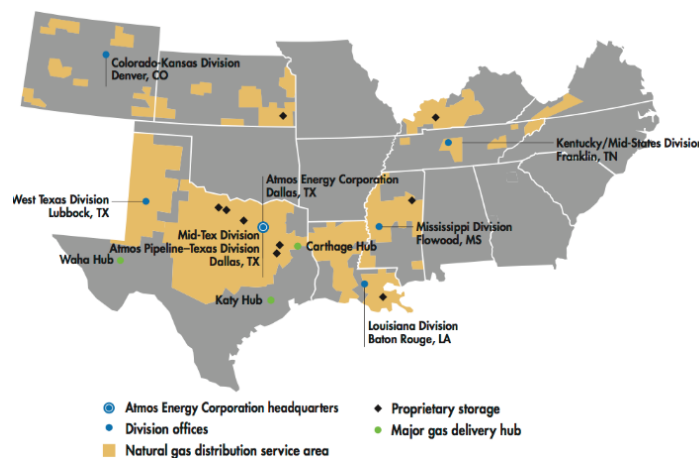 Colorado-Kansas Division
Denver, CO
Kentucky/Mid-States Division
Franklin, TN
Atmos Energy Corporation
Dallas, TX
West Texas Division
Lubbock, TX
Mid-Tex Division
Atmos Pipeline–Texas Division
Dallas, TX
Mississippi Division
Flowood, MS
Carthage Hub
Waha Hub
Katy Hub
Louisiana Division
Baton Rouge, LA
Atmos Energy Corporation headquarters
Division offices
Natural gas distribution service area
Proprietary storage
Major gas delivery hub